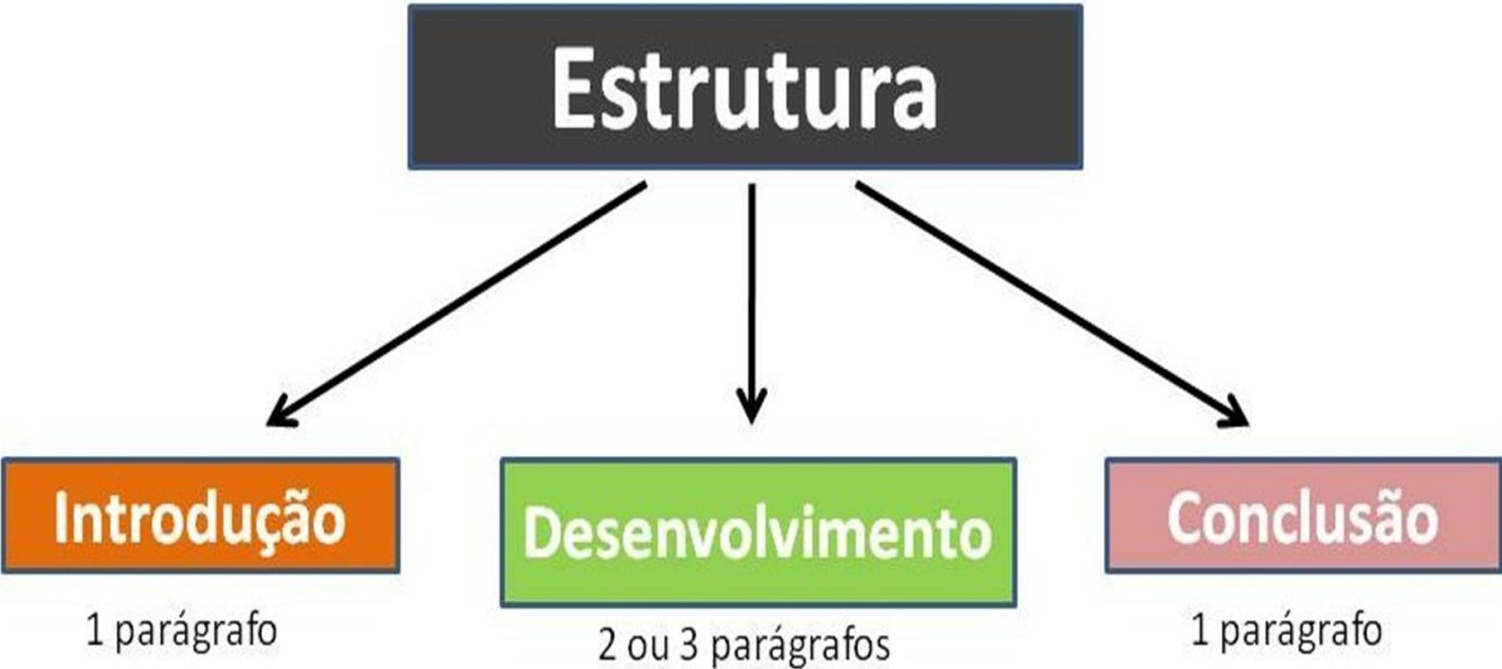 Estrutura
Introdução
Desenvolvimento
Conclusão
1 parágrafo
2 ou 3 parágrafos
1 parágrafo